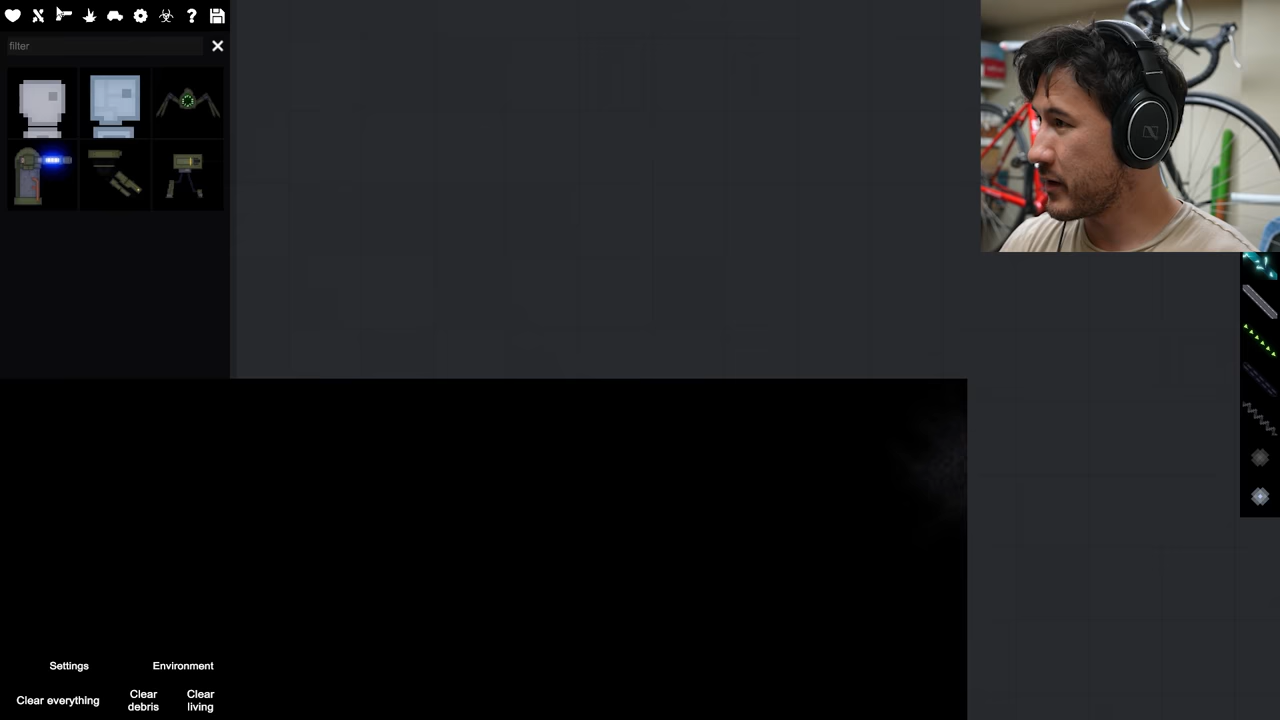 filter
Settings
Environment
Clear everything
Clear
debris
Clear
living